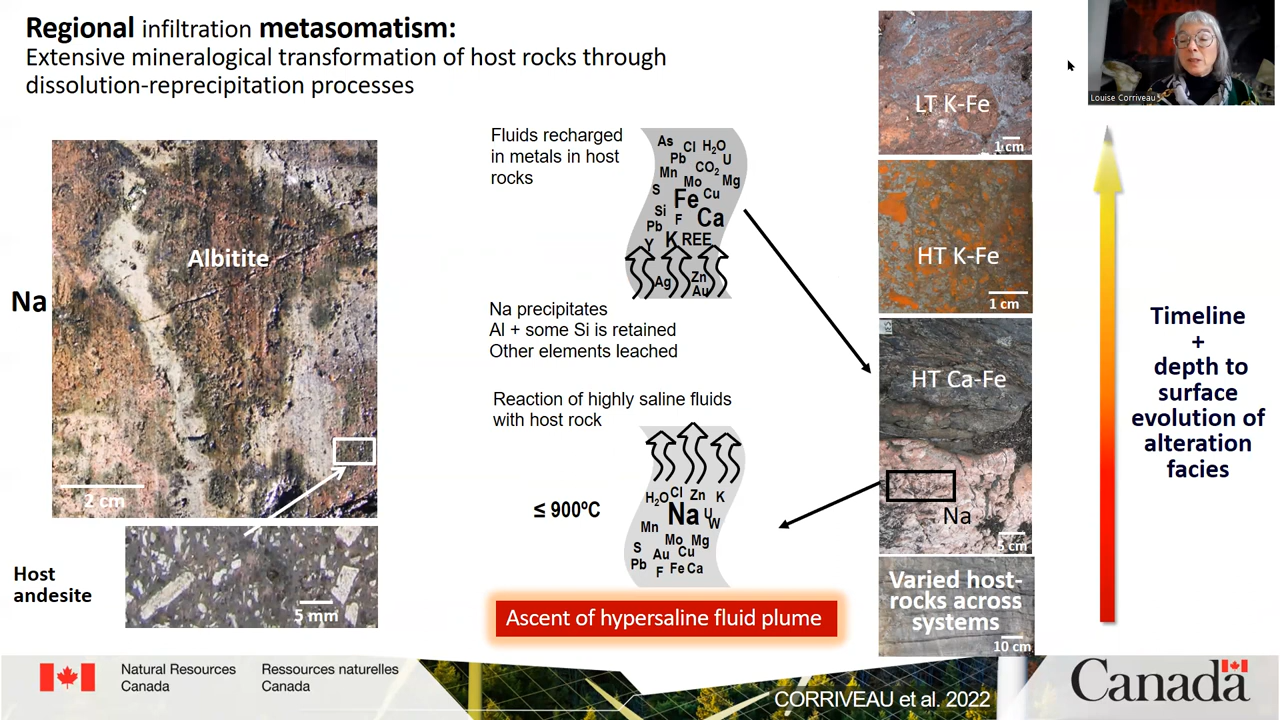 Regional infiltration metasomatism:
Extensive mineralogical transformation of host rocks through
dissolution-reprecipitation processes
Na
Albitite
2 cm
Host
andesite
5 mm
Fluids recharged
in metals in host
rocks
As Cl H₂O
Pb U
Mn CO₂
Mo Mg
S Cu
Fe
Si F Ca
Pb
Y K REE
Ag Zn
Au
Na precipitates
Al + some Si is retained
Other elements leached
Reaction of highly saline fluids
with host rock
≤ 900ºC
H₂O Cl Zn K
Na U
Mn W
Mo Mg
S Au Cu
Pb F Fe Ca
Ascent of hypersaline fluid plume
LT K-Fe
1 cm
HT K-Fe
1 cm
HT Ca-Fe
Na
Varied host-
rocks across
systems
10 cm
Louise Corriveau
Timeline
+
depth to
surface
evolution of
alteration
facies
Natural Resources
Canada
Ressources naturelles
Canada
CORRIVEAU et al. 2022
Canada